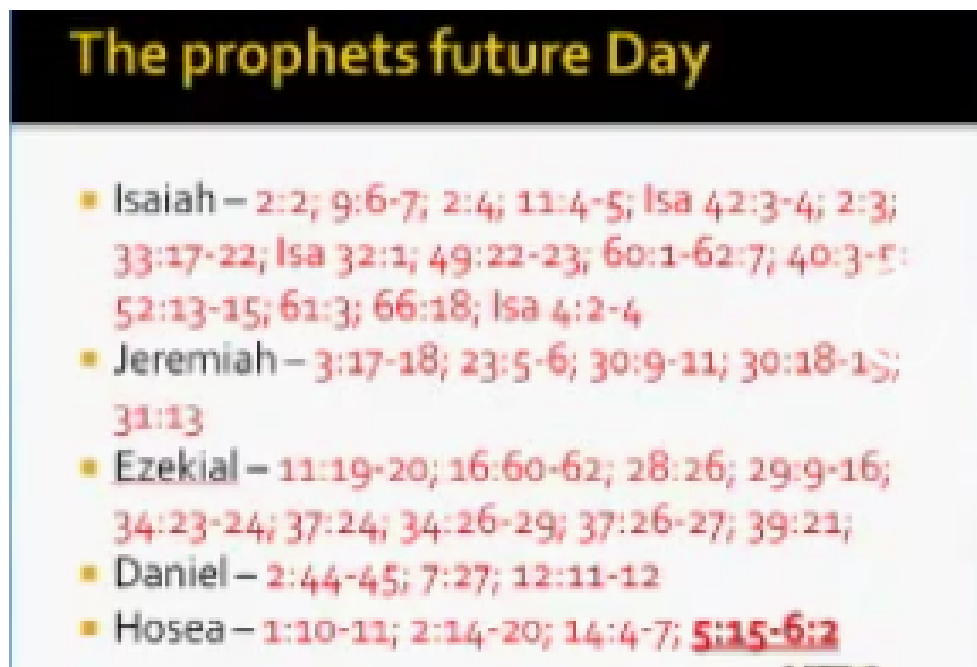 The prophets future Day
Isaiah – 2:2; 9:6-7; 2:4; 11:4-5; Isa 42:3-4; 2:3;
33:17-22; Isa 32:1; 49:22-23; 60:1-62:7;
52:13-15; 61:3; 66:18; Isa 4:2-4
Jeremiah – 3:17-18; 23:5-6; 30:9-11;
31:13
Ezekial – 11:19-20; 16:60-62; 28:26; 29:9-16;
34:23-24; 37:24; 34:26-29; 37:26-27; 39:21;
Daniel – 2:44-45; 7:27; 12:11-12
Hosea – 1:10-11; 2:14-20; 14:4-7; 5:15-6:2